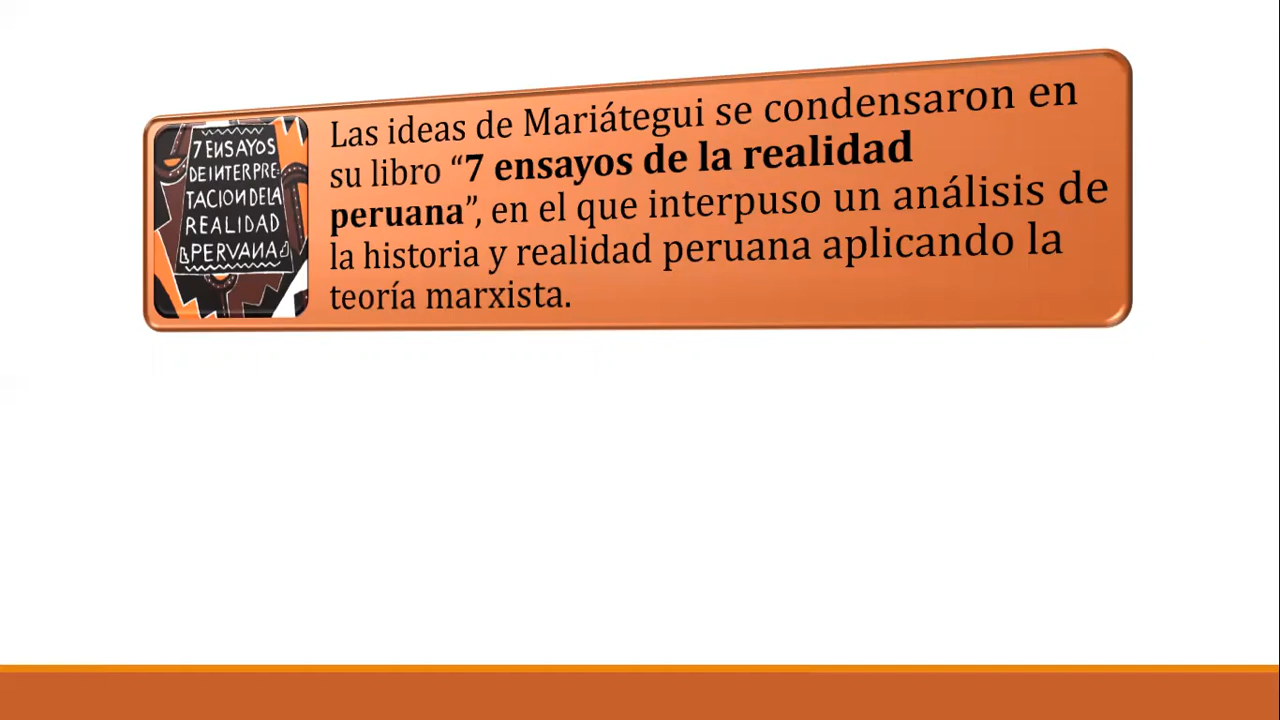 7 ENSAYOS
DE INTERPRE-
TACION DE LA
REALIDAD
PERVANA
Las ideas de Mariátegui se condensaron en
su libro “7 ensayos de la realidad
peruana”, en el que interpuso un análisis de
la historia y realidad peruana aplicando la
teoría marxista.